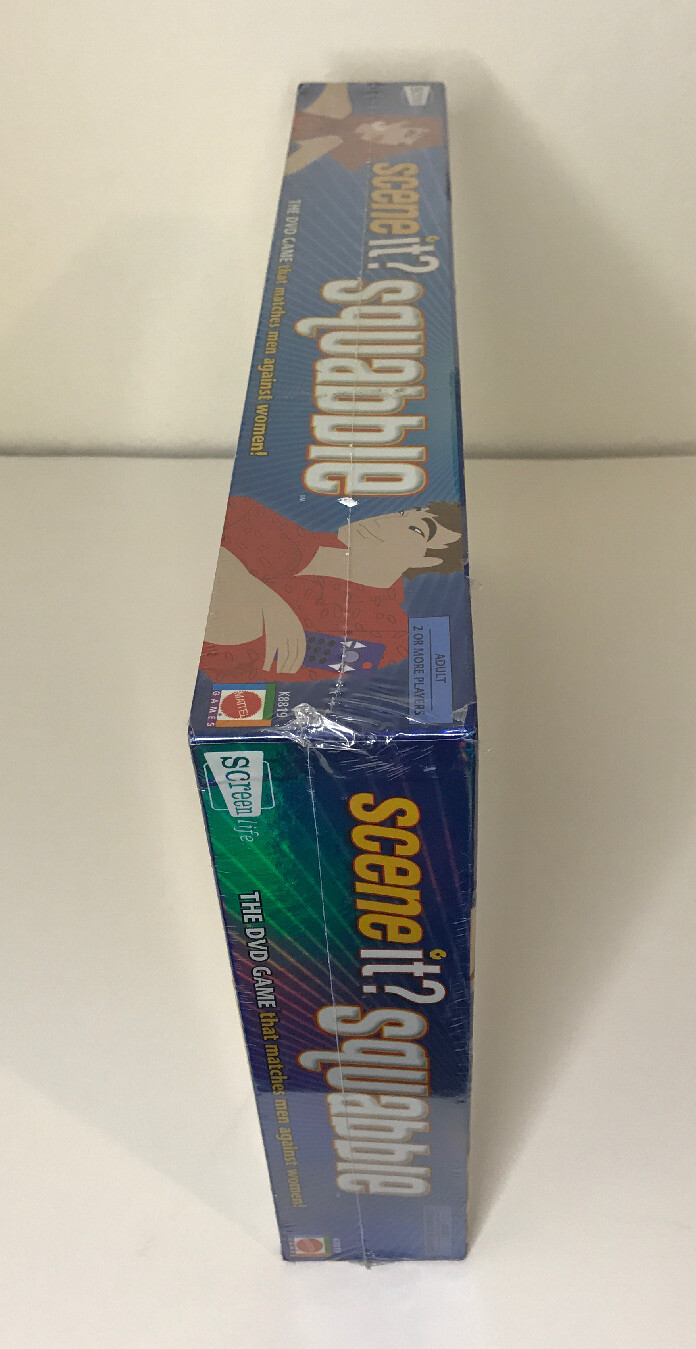 scene it?
squabble
TM
THE DVD GAME that matches men against women!
ADULT
2 OR MORE PLAYERS
K8819
MATTEL
GAMES
screenlife
scene it?
squabble
THE DVD GAME that matches men against women!